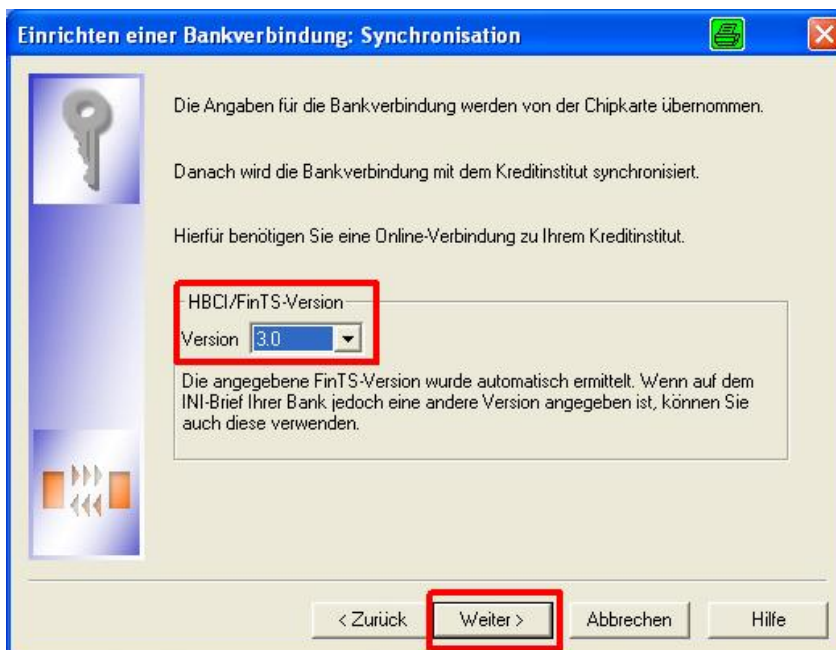 Einrichten einer Bankverbindung: Synchronisation
Die Angaben für die Bankverbindung werden von der Chipkarte übernommen.
Danach wird die Bankverbindung mit dem Kreditinstitut synchronisiert.
Hierfür benötigen Sie eine Online-Verbindung zu Ihrem Kreditinstitut.
HBCI/FinTS-Version
Version 3.0
Die angegebene FinTS-Version wurde automatisch ermittelt. Wenn auf dem
INI-Brief Ihrer Bank jedoch eine andere Version angegeben ist, können Sie
auch diese verwenden.
< Zurück Weiter > Abbrechen Hilfe